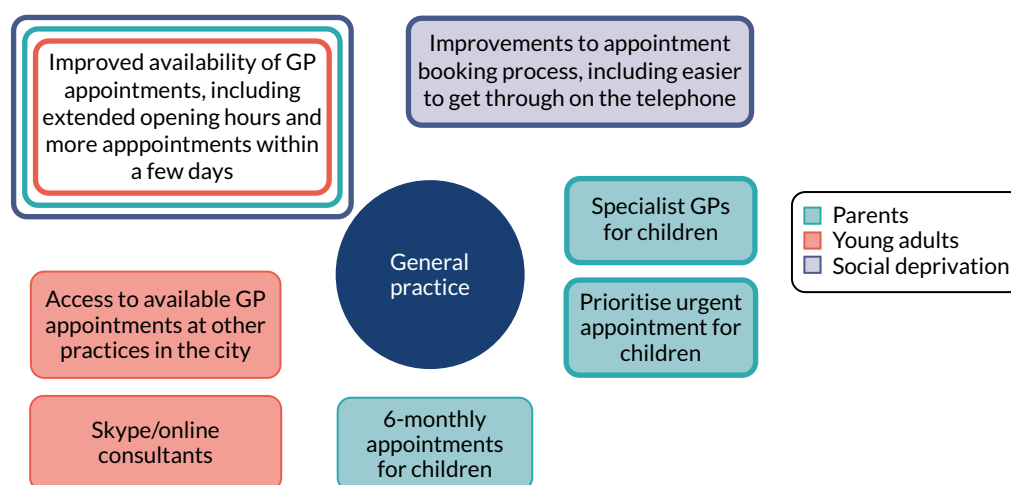 Improved availability of GP
appointments, including
extended opening hours and
more apppointments within
a few days
Improvements to appointment
booking process, including easier
to get through on the telephone
General
practice
Specialist GPs
for children
Prioritise urgent
appointment for
children
Parents
Young adults
Social deprivation
Access to available GP
appointments at other
practices in the city
Skype/online
consultants
6-monthly
appointments
for children